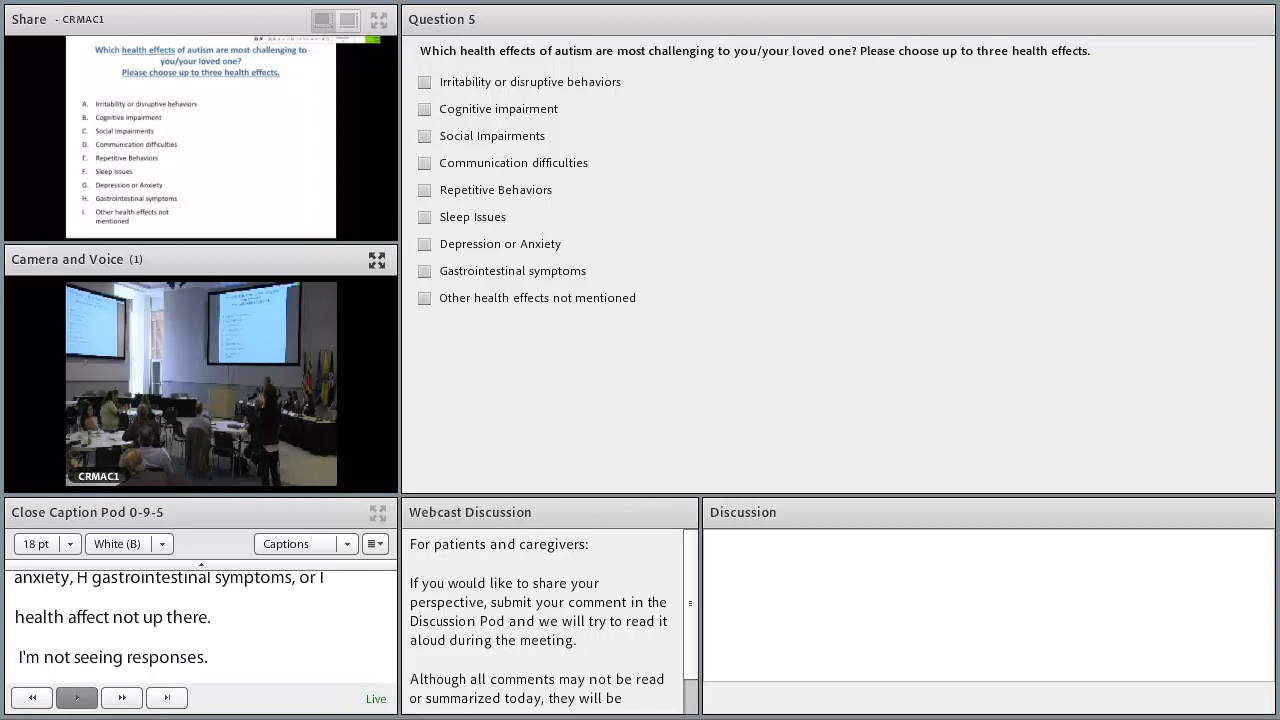 Share - CRMAC1
Which health effects of autism are most challenging to
you/your loved one?
Please choose up to three health effects.
A. Irritability or disruptive behaviors
B. Cognitive impairment
C. Social Impairments
D. Communication difficulties
E. Repetitive Behaviors
F. Sleep Issues
G. Depression or Anxiety
H. Gastrointestinal symptoms
I. Other health effects not
mentioned
Camera and Voice (1)
CRMAC1
Question 5
Which health effects of autism are most challenging to you/your loved one? Please choose up to three health effects.
Irritability or disruptive behaviors
Cognitive impairment
Social Impairments
Communication difficulties
Repetitive Behaviors
Sleep Issues
Depression or Anxiety
Gastrointestinal symptoms
Other health effects not mentioned
Close Caption Pod 0-9-5
18 pt White (B) Captions
anxiety, H gastrointestinal symptoms, or I
health affect not up there.
I'm not seeing responses.
Live
Webcast Discussion
For patients and caregivers:
If you would like to share your
perspective, submit your comment in the
Discussion Pod and we will try to read it
aloud during the meeting.
Although all comments may not be read
or summarized today, they will be
Discussion